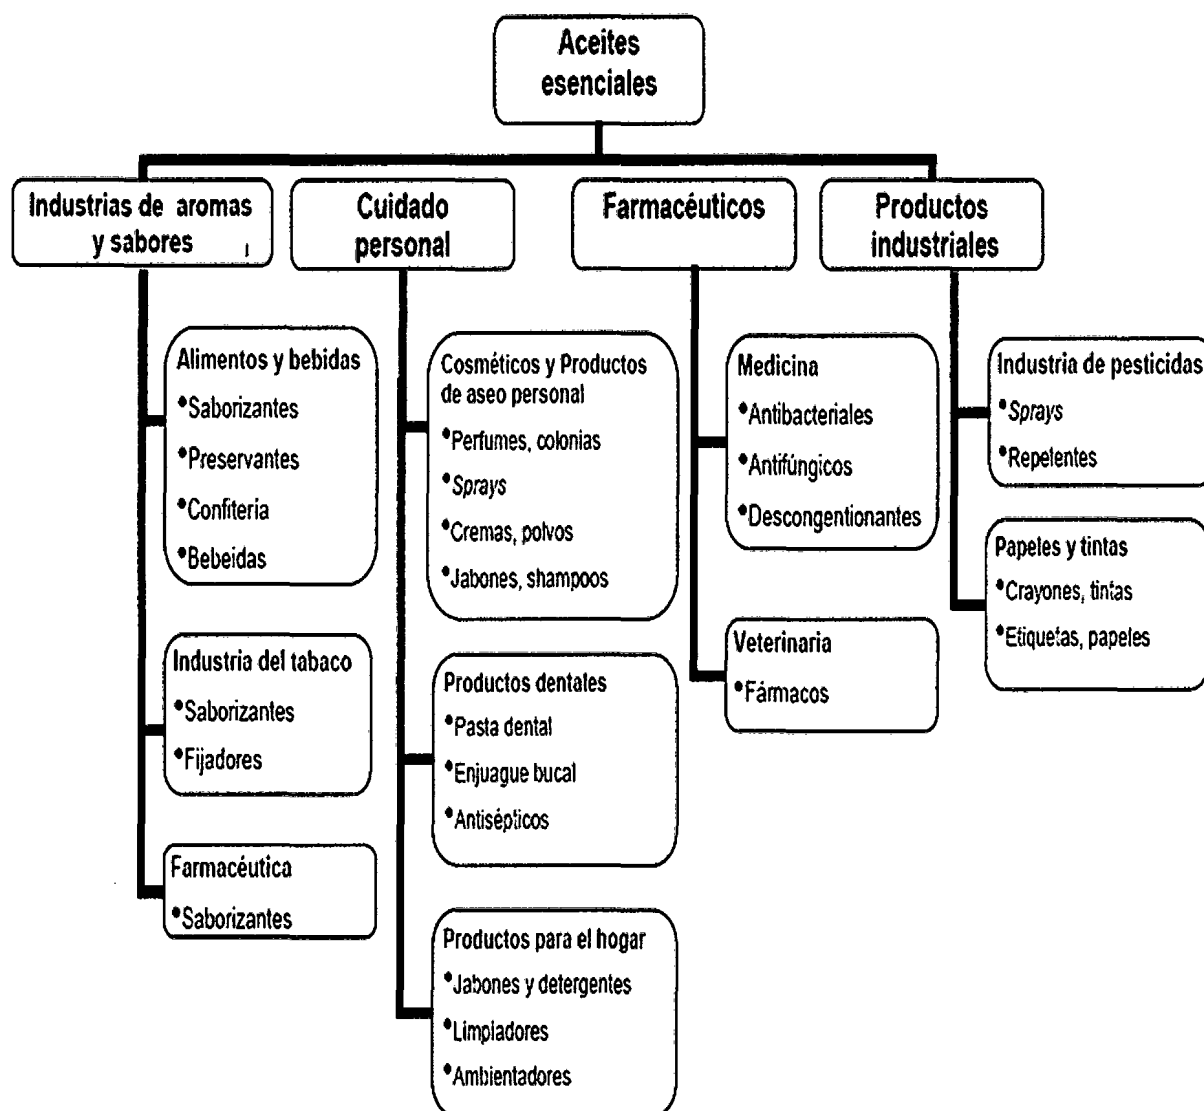 Aceites
esenciales
Industrias de aromas
y sabores
Cuidado
personal
Farmacéuticos
Productos
industriales
Alimentos y bebidas
•Saborizantes
•Preservantes
•Confiteria
•Bebeidas
Industria del tabaco
•Saborizantes
•Fijadores
Farmacéutica
•Saborizantes
Cosméticos y Productos
de aseo personal
•Perfumes, colonias
•Sprays
•Cremas, polvos
•Jabones, shampoos
Productos dentales
•Pasta dental
•Enjuague bucal
•Antisépticos
Productos para el hogar
•Jabones y detergentes
•Limpiadores
•Ambientadores
Medicina
•Antibacteriales
•Antifúngicos
•Descongentionantes
Veterinaria
•Fármacos
Industria de pesticidas
•Sprays
•Repelentes
Papeles y tintas
•Crayones, tintas
•Etiquetas, papeles